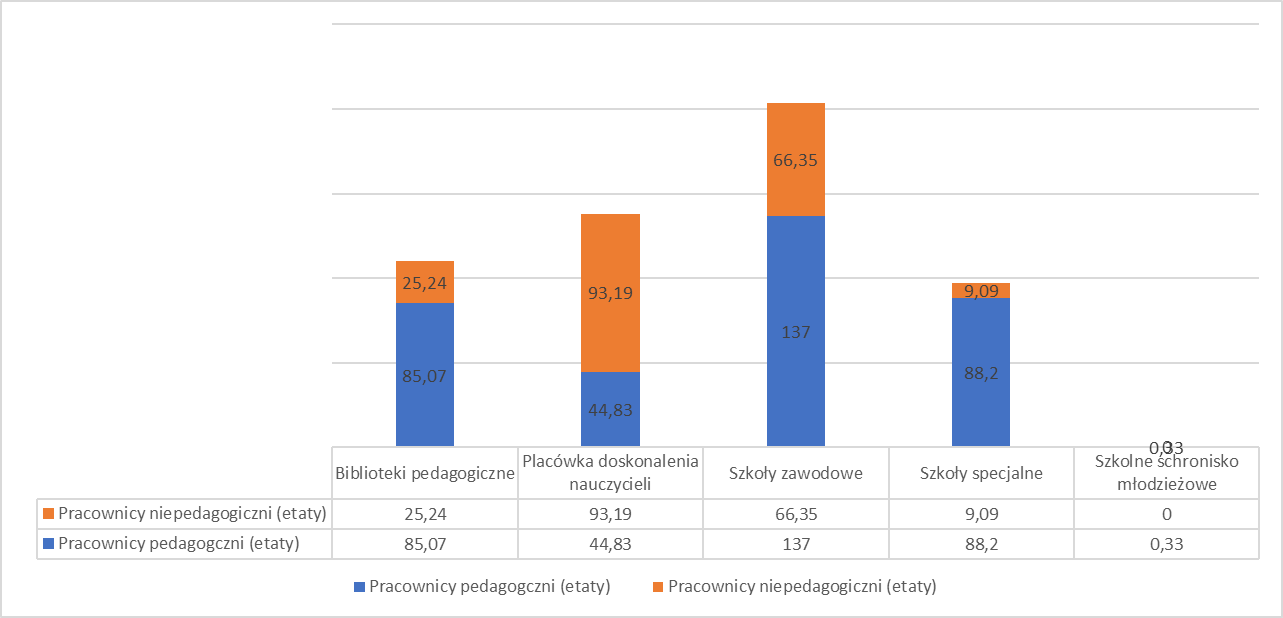 66,35
25,24
93,19
9,09
137
85,07
88,2
44,83
0
0,33
Biblioteki pedagogiczne
Placówka doskonalenia
nauczycieli
Szkoły zawodowe
Szkoły specjalne
Szkolne schronisko
młodzieżowe
Pracownicy niepedagogiczni (etaty) 25,24 93,19 66,35 9,09 0
Pracownicy pedagogczni (etaty) 85,07 44,83 137 88,2 0,33
Pracownicy pedagogczni (etaty) Pracownicy niepedagogiczni (etaty)